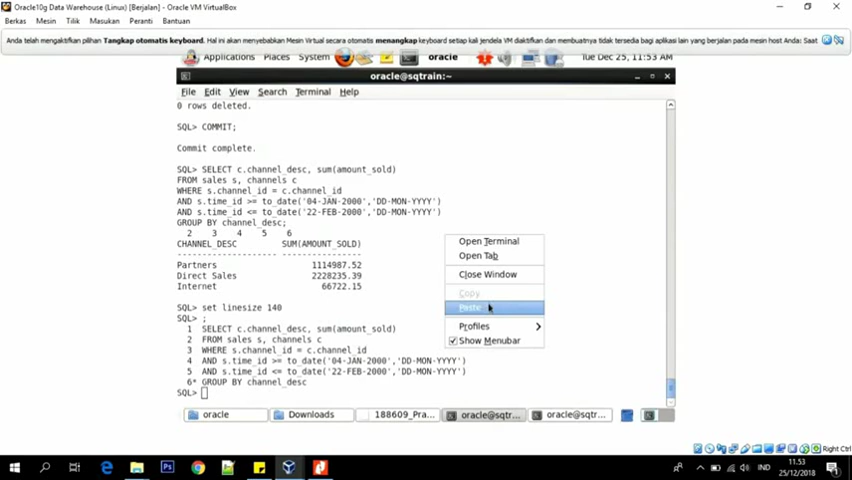 Oracle10g Data Warehouse (Linux) [Berjalan] - Oracle VM VirtualBox
Berkas Mesin Tilik Masukan Peranti Bantuan
Anda telah mengaktifkan pilihan Tangkap otomatis keyboard. Hal ini akan menyebabkan Mesin Virtual secara otomatis menangkap keyboard setiap kali jendela VM diaktifkan dan membuatnya tidak tersedia bagi aplikasi lain yang berjalan pada mesin host Anda: Saat
Applications Places System oracle Tue Dec 25, 11:53 AM
oracle@sqtrain:~
File Edit View Search Terminal Help
0 rows deleted.
SQL> COMMIT;
Commit complete.
SQL> SELECT c.channel_desc, sum(amount_sold)
FROM sales s, channels c
WHERE s.channel_id = c.channel_id
AND s.time_id >= to_date('04-JAN-2000','DD-MON-YYYY')
AND s.time_id <= to_date('22-FEB-2000','DD-MON-YYYY')
GROUP BY channel_desc;
2 3 4 5 6
CHANNEL_DESC SUM(AMOUNT_SOLD)
-------------------- ----------------
Partners 1114987.52
Direct Sales 2228235.39
Internet 66722.15
SQL> set linesize 140
SQL> ;
1 SELECT c.channel_desc, sum(amount_sold)
2 FROM sales s, channels c
3 WHERE s.channel_id = c.channel_id
4 AND s.time_id >= to_date('04-JAN-2000','DD-MON-YYYY')
5 AND s.time_id <= to_date('22-FEB-2000','DD-MON-YYYY')
6* GROUP BY channel_desc
SQL>
Open Terminal
Open Tab
Close Window
Copy
Paste
Profiles
Show Menubar
oracle Downloads 188609_Pra... oracle@sqtr... oracle@sqtr...
Right Ctrl
IND
11.53
25/12/2018